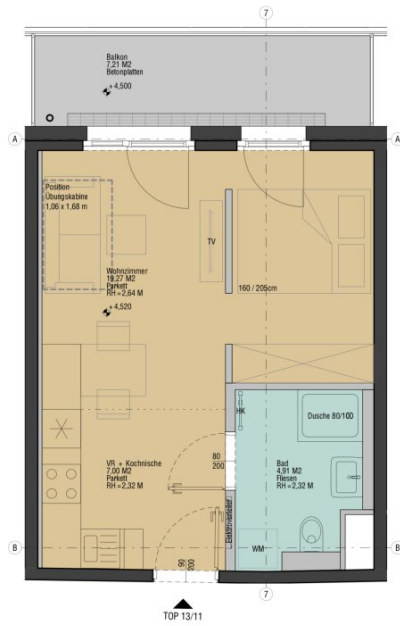 7
Balkon
7,21 M2
Betonplatten
+4,500
A
A
Position
Übungskabine
1,06 x 1,68 m
TV
Wohnzimmer
19,27 M2
Parkett
RH =2,64 M
+4,520
160 / 205cm
HK
Dusche 80/100
80
200
VR + Kochnische
7,00 M2
Parkett
RH =2,32 M
Bad
4,91 M2
Fliesen
RH =2,32 M
Elektroverteiler
WM
B
B
90
200
7
TOP 13/11